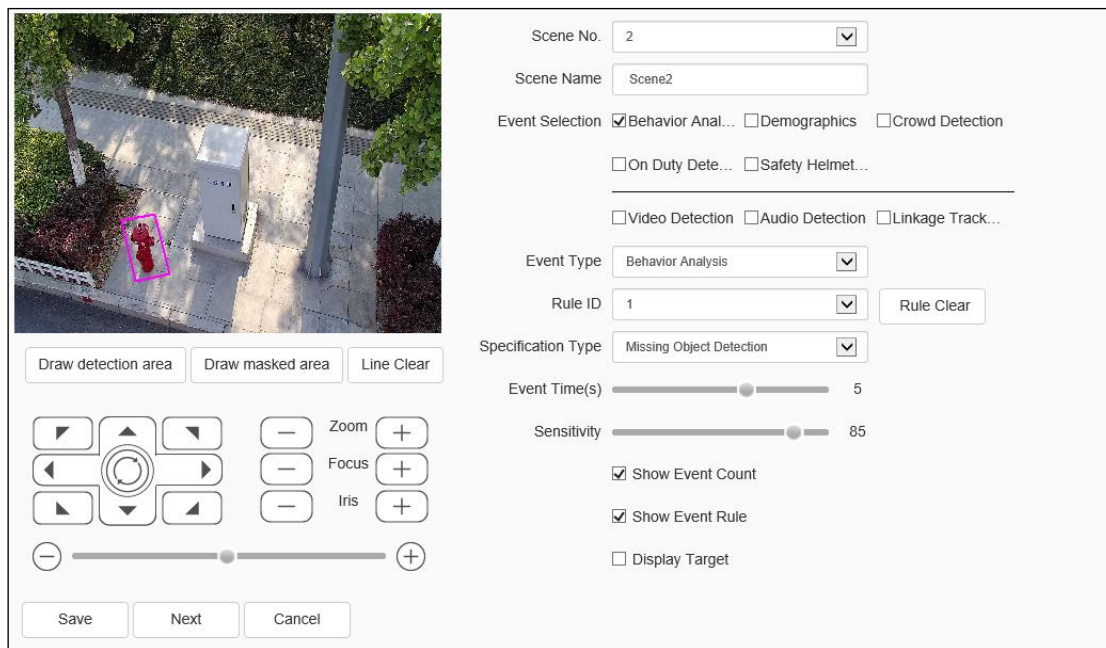 Scene No. 2
Scene Name Scene2
Event Selection Behavior Anal... Demographics Crowd Detection
On Duty Dete... Safety Helmet...
Video Detection Audio Detection Linkage Track...
Event Type Behavior Analysis
Rule ID 1 Rule Clear
Specification Type Missing Object Detection
Event Time(s) 5
Sensitivity 85
Show Event Count
Show Event Rule
Display Target
Draw detection area Draw masked area Line Clear
Zoom
Focus
Iris
Save Next Cancel